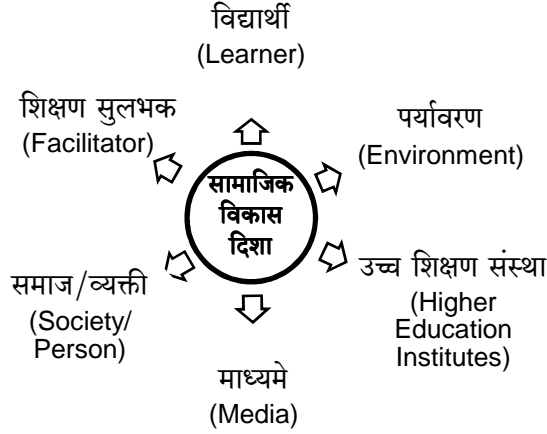 विद्यार्थी
(Learner)
शिक्षण सुलभक
(Facilitator)
पर्यावरण
(Environment)
सामाजिक
विकास
दिशा
समाज/व्यक्ती
(Society/
Person)
उच्च शिक्षण संस्था
(Higher
Education
Institutes)
माध्यमे
(Media)